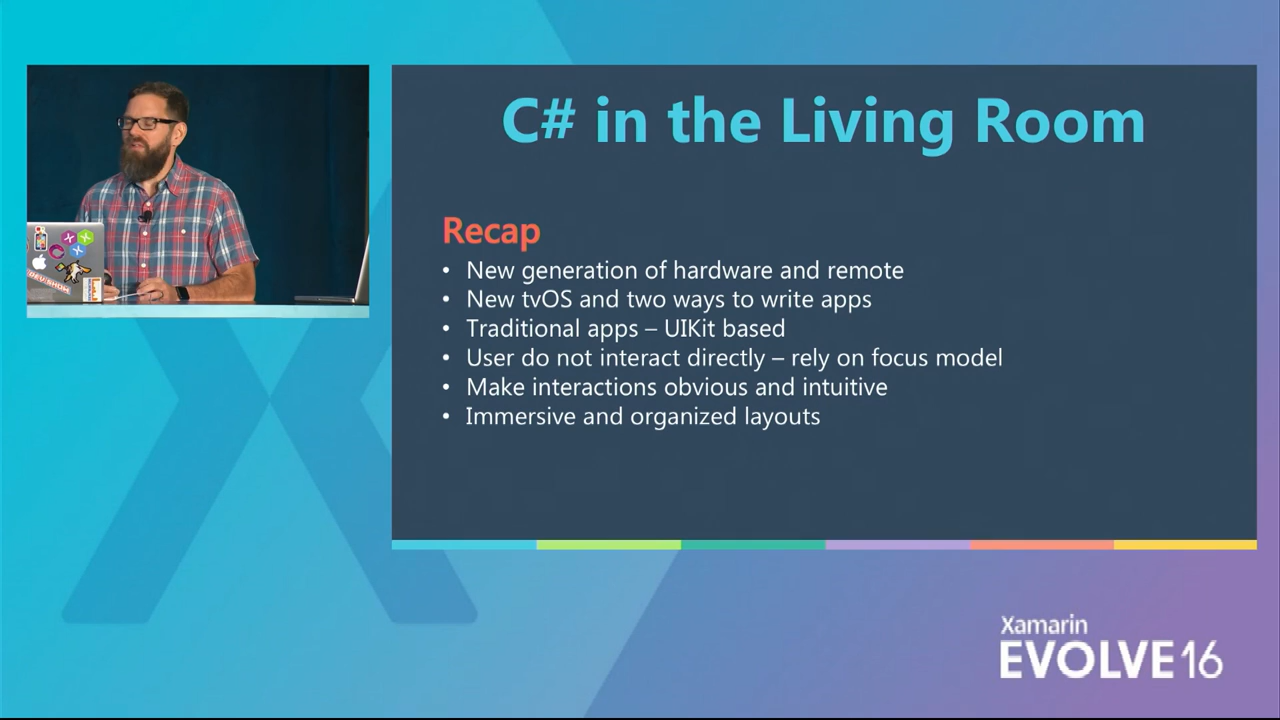 C# in the Living Room
Recap
• New generation of hardware and remote
• New tvOS and two ways to write apps
• Traditional apps – UIKit based
• User do not interact directly – rely on focus model
• Make interactions obvious and intuitive
• Immersive and organized layouts
Xamarin
EVOLVE 16